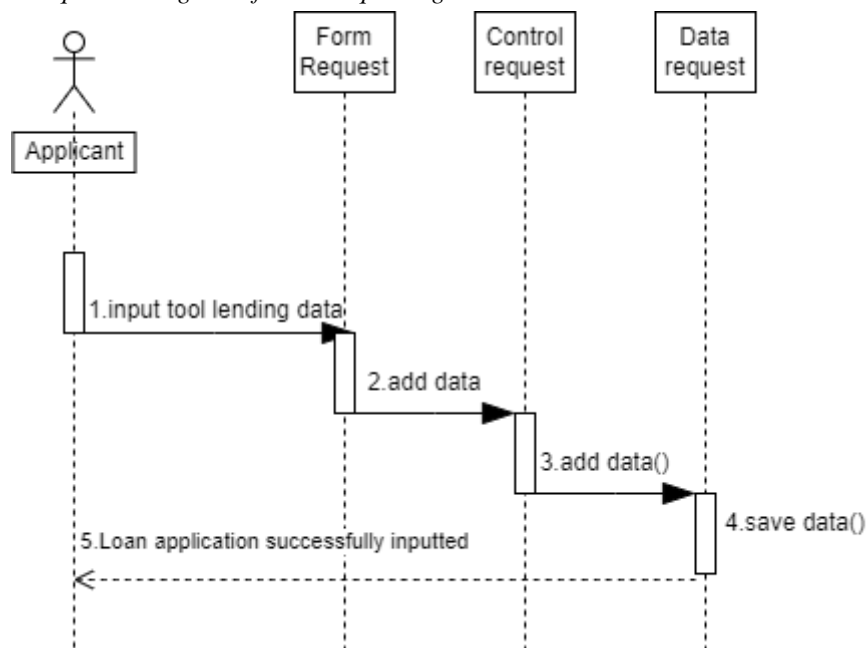 Form
Request
Control
request
Data
request
Applicant
1.input tool lending data
2.add data
3.add data()
4.save data()
5.Loan application successfully inputted